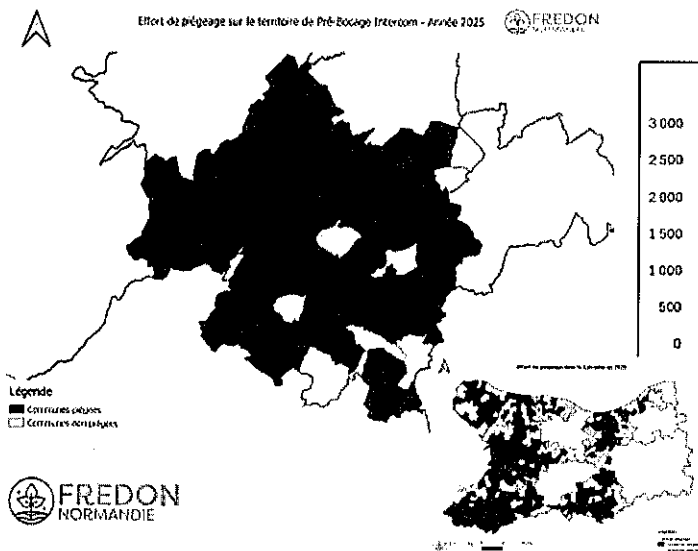 Effort de piégeage sur le territoire de Pré-Bocage Intercom - Année 2025
FREDON
NORMANDIE
3 000
2 500
2 000
1 500
1 000
500
0
Légende
Communes piégées
Communes non piégées
FREDON
NORMANDIE